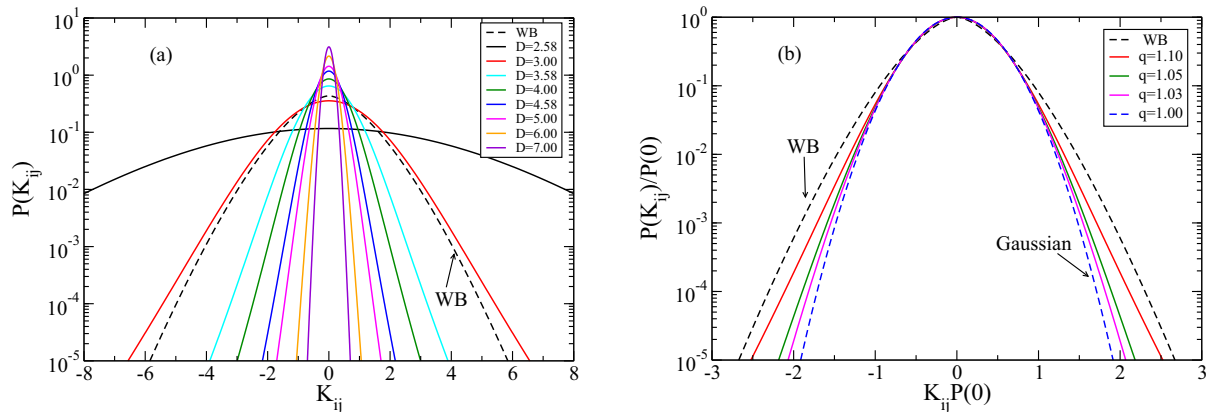 (a)
WB
D=2.58
D=3.00
D=3.58
D=4.00
D=4.58
D=5.00
D=6.00
D=7.00
P(K_ij)
10^1
10^0
10^-1
10^-2
10^-3
10^-4
10^-5
WB
-8 -6 -4 -2 0 2 4 6 8
K_ij
(b)
WB
q=1.10
q=1.05
q=1.03
q=1.00
P(K_ij)/P(0)
10^0
10^-1
10^-2
10^-3
10^-4
10^-5
WB
Gaussian
-3 -2 -1 0 1 2 3
K_ijP(0)